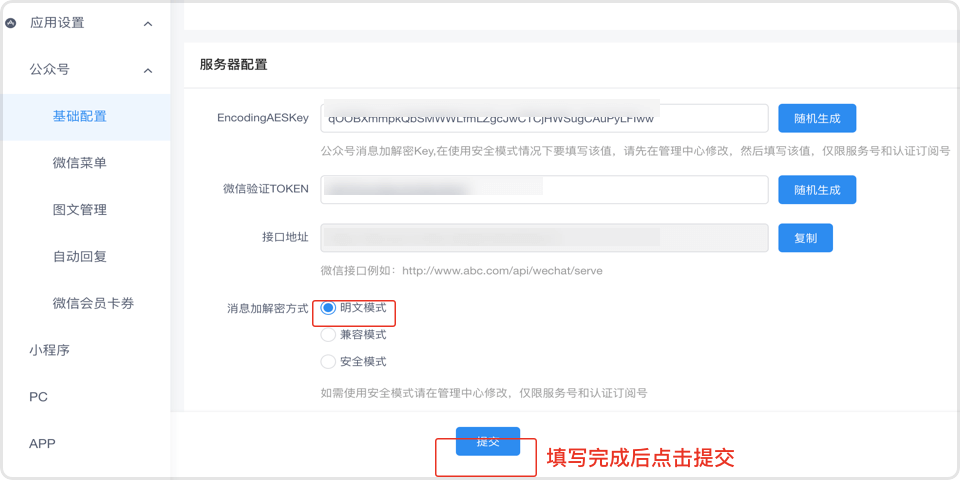 应用设置
公众号
基础配置
微信菜单
图文管理
自动回复
微信会员卡券
小程序
PC
APP
服务器配置
EncodingAESKey
随机生成
公众号消息加解密Key,在使用安全模式情况下要填写该值，请先在管理中心修改，然后填写该值，仅限服务号和认证订阅号
微信验证TOKEN
随机生成
接口地址
复制
微信接口例如：http://www.abc.com/api/wechat/serve
消息加解密方式
明文模式
兼容模式
安全模式
如需使用安全模式请在管理中心修改，仅限服务号和认证订阅号
提交
填写完成后点击提交